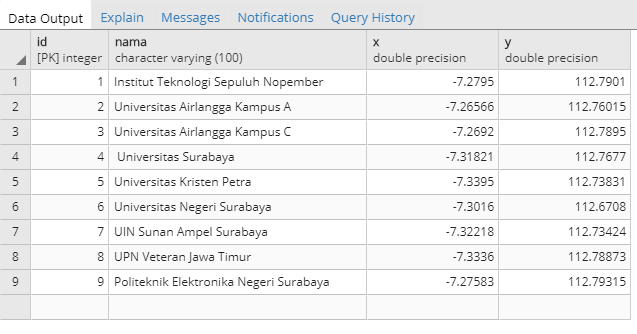 Data Output Explain Messages Notifications Query History
id nama x y
[PK] integer character varying (100) double precision double precision
1 1 Institut Teknologi Sepuluh Nopember -7.2795 112.7901
2 2 Universitas Airlangga Kampus A -7.26566 112.76015
3 3 Universitas Airlangga Kampus C -7.2692 112.7895
4 4 Universitas Surabaya -7.31821 112.7677
5 5 Universitas Kristen Petra -7.3395 112.73831
6 6 Universitas Negeri Surabaya -7.3016 112.6708
7 7 UIN Sunan Ampel Surabaya -7.32218 112.73424
8 8 UPN Veteran Jawa Timur -7.3336 112.78873
9 9 Politeknik Elektronika Negeri Surabaya -7.27583 112.79315